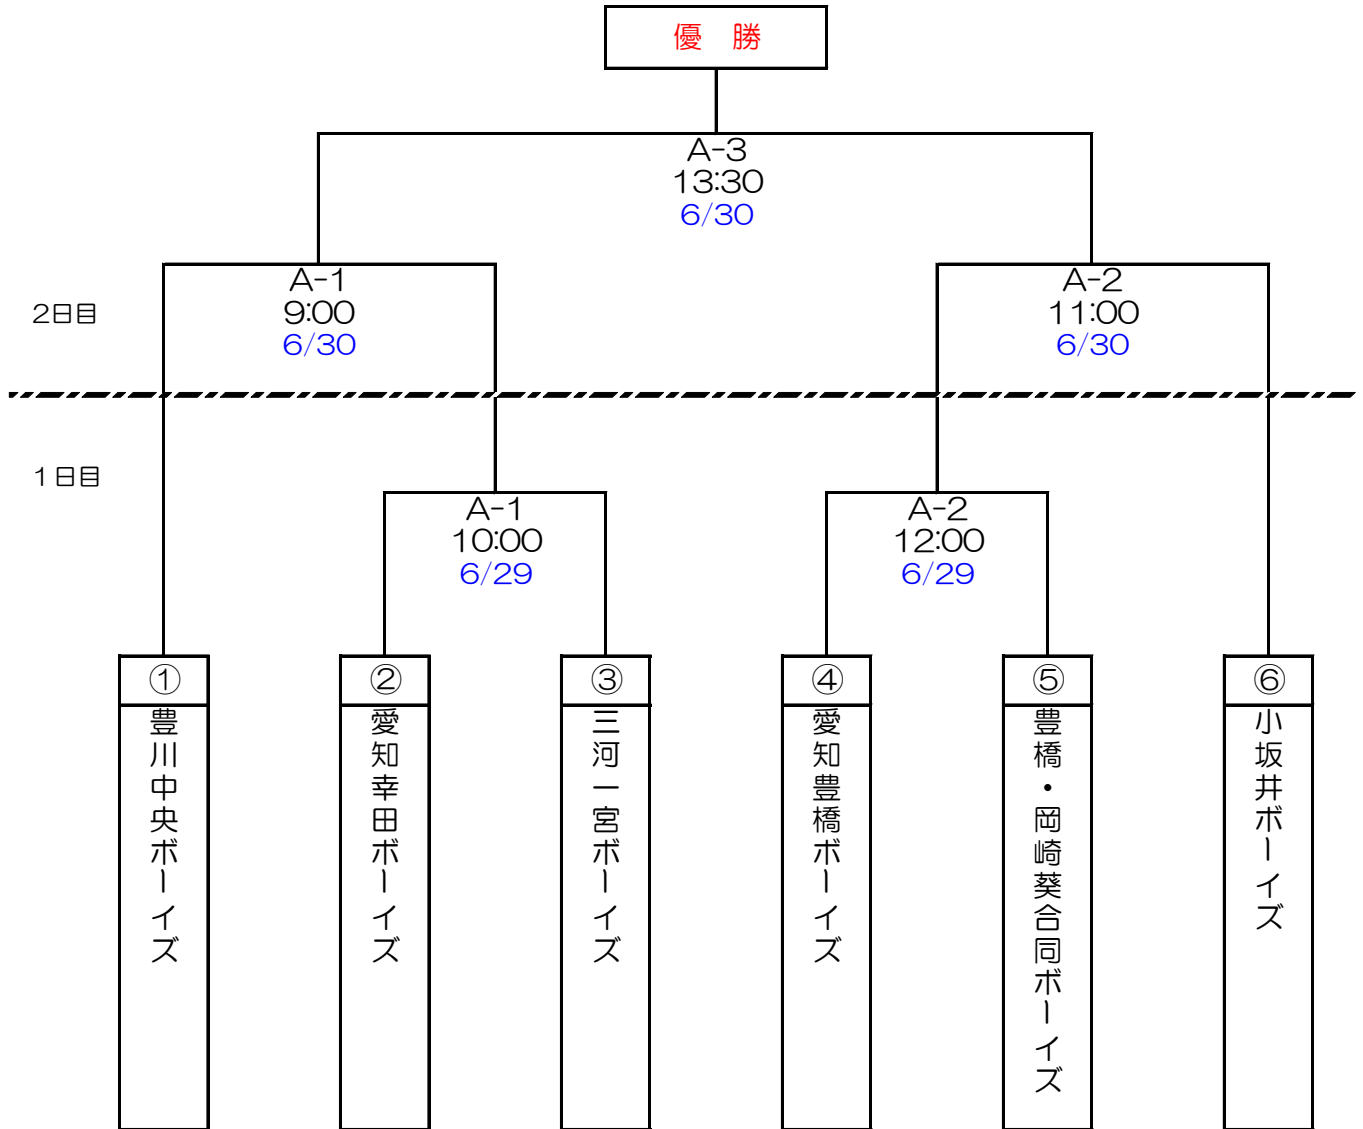 優 勝
A-3
13:30
6/30
2日目
A-1
9:00
6/30
A-2
11:00
6/30
1日目
A-1
10:00
6/29
A-2
12:00
6/29
①
豊川中央ボーイズ
②
愛知幸田ボーイズ
③
三河一宮ボーイズ
④
愛知豊橋ボーイズ
⑤
豊橋・岡崎葵合同ボーイズ
⑥
小坂井ボーイズ